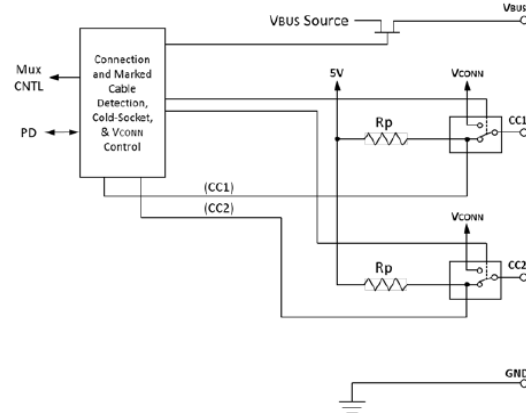 VBUS Source
VBUS
Mux
CNTL
Connection
and Marked
Cable
Detection,
Cold-Socket,
& VCONN
Control
PD
5V
VCONN
Rp
CC1
(CC1)
(CC2)
VCONN
Rp
CC2
GND